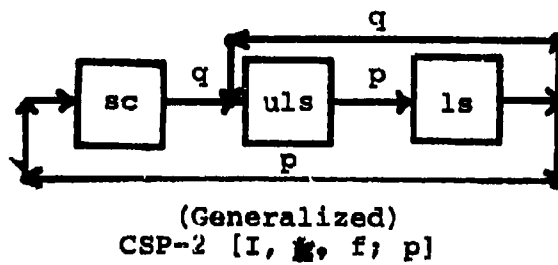 q
sc
q
uls
p
ls
p
(Generalized)
CSP-2 [I, , f; p]